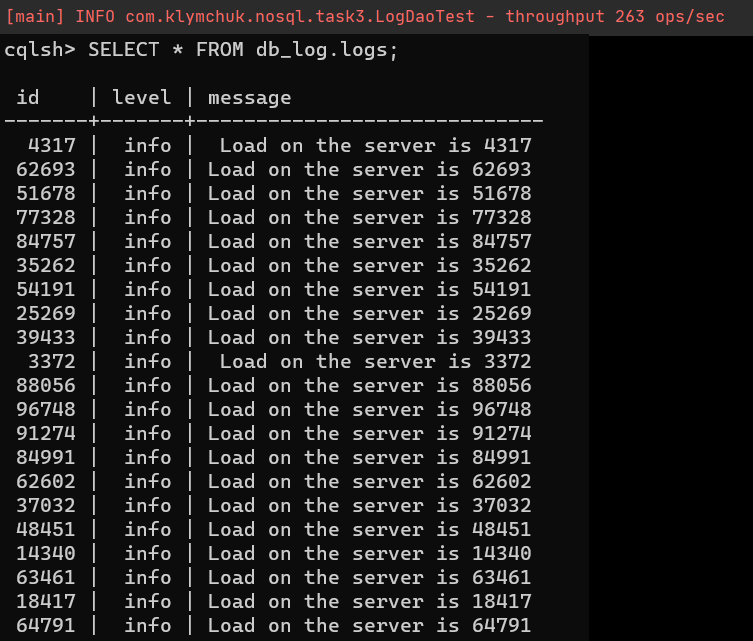 [main] INFO com.klymchuk.nosql.task3.LogDaoTest - throughput 263 ops/sec
cqlsh> SELECT * FROM db_log.logs;
id | level | message
-------+-------+----------------------------
4317 | info | Load on the server is 4317
62693 | info | Load on the server is 62693
51678 | info | Load on the server is 51678
77328 | info | Load on the server is 77328
84757 | info | Load on the server is 84757
35262 | info | Load on the server is 35262
54191 | info | Load on the server is 54191
25269 | info | Load on the server is 25269
39433 | info | Load on the server is 39433
3372 | info | Load on the server is 3372
88056 | info | Load on the server is 88056
96748 | info | Load on the server is 96748
91274 | info | Load on the server is 91274
84991 | info | Load on the server is 84991
62602 | info | Load on the server is 62602
37032 | info | Load on the server is 37032
48451 | info | Load on the server is 48451
14340 | info | Load on the server is 14340
63461 | info | Load on the server is 63461
18417 | info | Load on the server is 18417
64791 | info | Load on the server is 64791